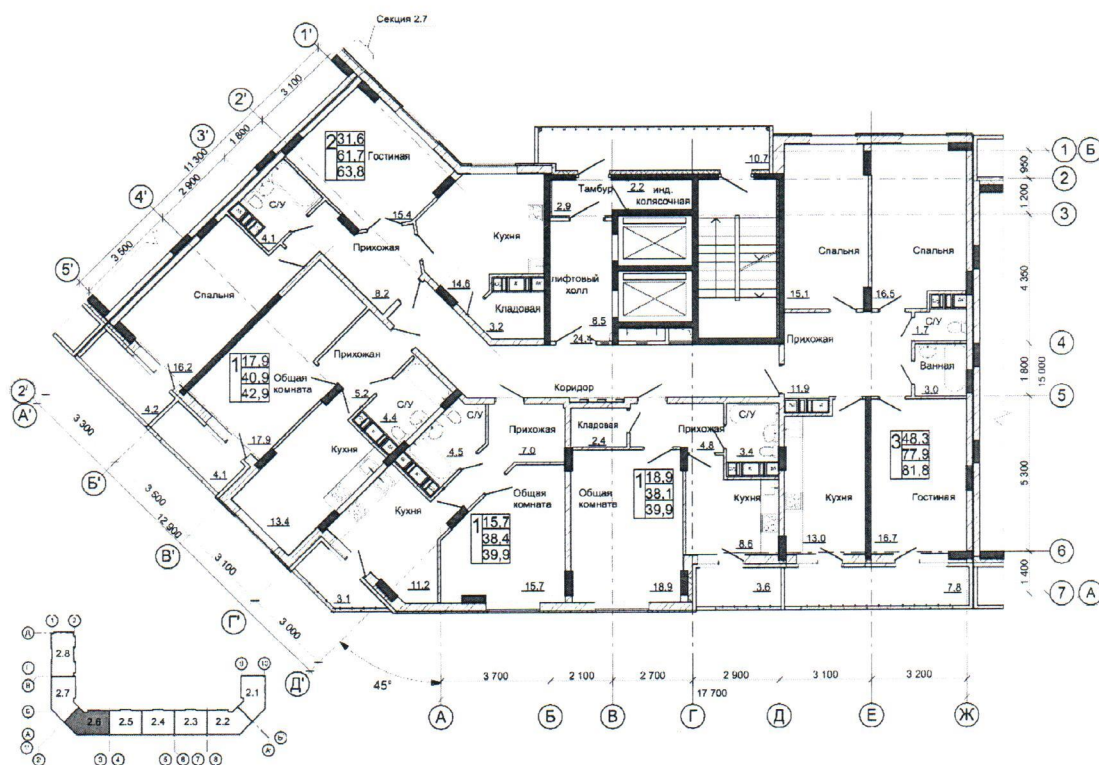 Секция 2.7
1'
2'
3'
4'
5'
3 100
1 800
11 300
2 900
3 500
2 31.6
61.7
63.8
Гостиная
15.4
С/У
4.1
Прихожая
8.2
Спальня
16.2
4.2
Кухня
14.6
Кладовая
3.2
Тамбур
2.9
2.2
инд.
колясочная
10.7
лифтовый
холл
8.5
24.4
Коридор
1 17.9
40.9
42.9
Общая
комната
17.9
4.1
Прихожая
5.2
С/У
4.4
Кухня
13.4
С/У
4.5
Прихожая
7.0
Кухня
11.2
3.1
1 15.7
38.4
39.9
Общая
комната
15.7
Кладовая
2.4
Прихожая
4.8
С/У
3.4
1 18.9
38.1
39.9
Общая
комната
18.9
Кухня
8.6
3.6
Спальня
15.1
Спальня
16.5
Прихожая
11.9
С/У
1.7
Ванная
3.0
3 48.3
77.9
81.8
Кухня
13.0
Гостиная
16.7
7.8
1 Б
2
3
4
5
6
7 А
950
1 200
4 350
1 800
15 000
5 300
1 400
2'
А'
Б'
В'
Г'
Д'
3 300
3 500
12 900
3 100
3 000
45°
3 700
2 100
2 700
2 900
3 100
3 200
17 700
А
Б
В
Г
Д
Е
Ж
2.8
2.7
2.6
2.5
2.4
2.3
2.2
2.1